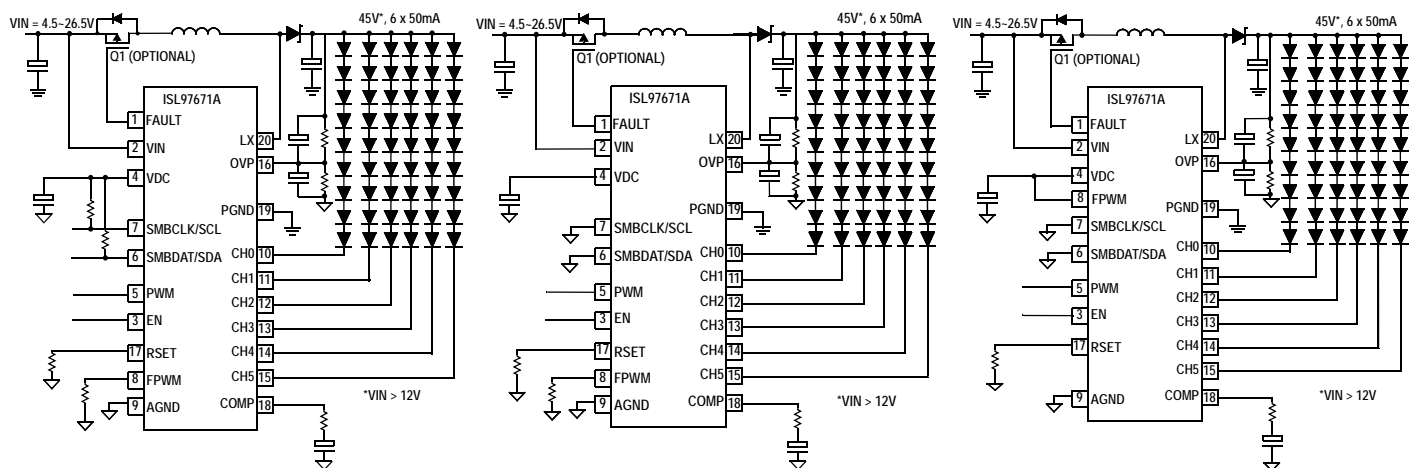 VIN = 4.5~26.5V
45V*, 6 x 50mA
Q1 (OPTIONAL)
ISL97671A
1 FAULT
LX 20
2 VIN
OVP 16
4 VDC
PGND 19
7 SMBCLK/SCL
6 SMBDAT/SDA
CH0 10
CH1 11
5 PWM
CH2 12
3 EN
CH3 13
17 RSET
CH4 14
8 FPWM
CH5 15
*VIN > 12V
9 AGND
COMP 18
VIN = 4.5~26.5V
45V*, 6 x 50mA
Q1 (OPTIONAL)
ISL97671A
1 FAULT
LX 20
2 VIN
OVP 16
4 VDC
PGND 19
7 SMBCLK/SCL
6 SMBDAT/SDA
CH0 10
CH1 11
5 PWM
CH2 12
3 EN
CH3 13
17 RSET
CH4 14
8 FPWM
CH5 15
*VIN > 12V
9 AGND
COMP 18
VIN = 4.5~26.5V
45V*, 6 x 50mA
Q1 (OPTIONAL)
ISL97671A
1 FAULT
LX 20
2 VIN
OVP 16
4 VDC
8 FPWM
PGND 19
7 SMBCLK/SCL
6 SMBDAT/SDA
CH0 10
CH1 11
5 PWM
CH2 12
3 EN
CH3 13
17 RSET
CH4 14
CH5 15
*VIN > 12V
9 AGND
COMP 18